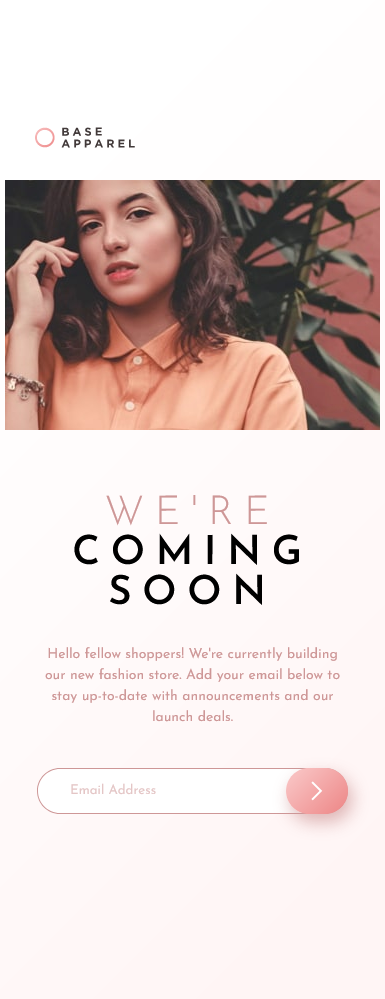 BASE
APPAREL
WE'RE
COMING
SOON
Hello fellow shoppers! We're currently building
our new fashion store. Add your email below to
stay up-to-date with announcements and our
launch deals.
Email Address